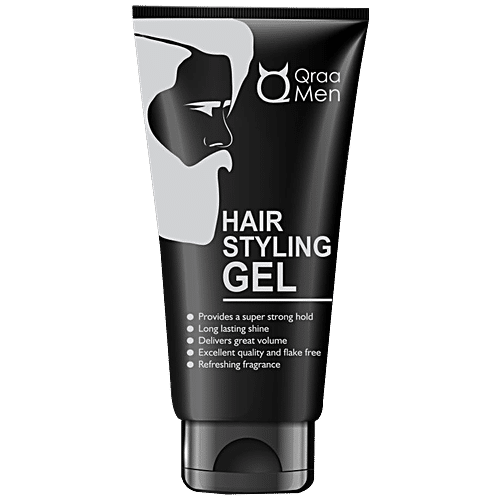 Qraa
Men
HAIR
STYLING
GEL
Provides a super strong hold
Long lasting shine
Delivers great volume
Excellent quality and flake free
Refreshing fragrance